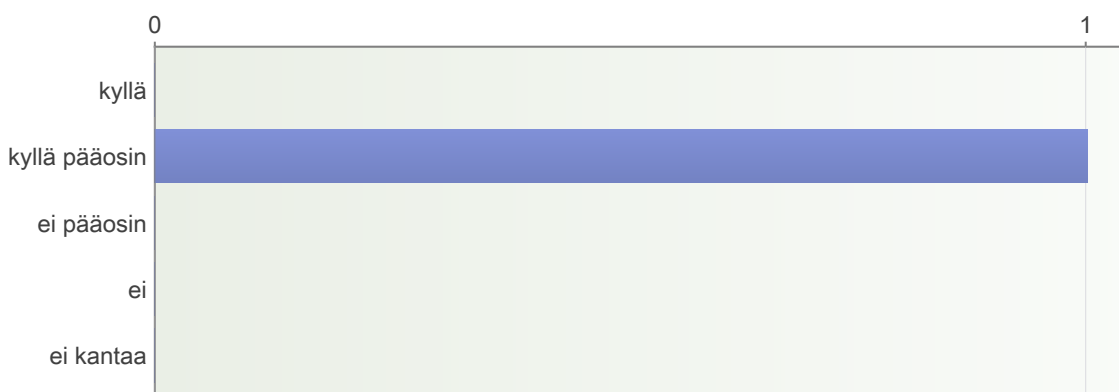 0 1
kyllä
kyllä pääosin
ei pääosin
ei
ei kantaa